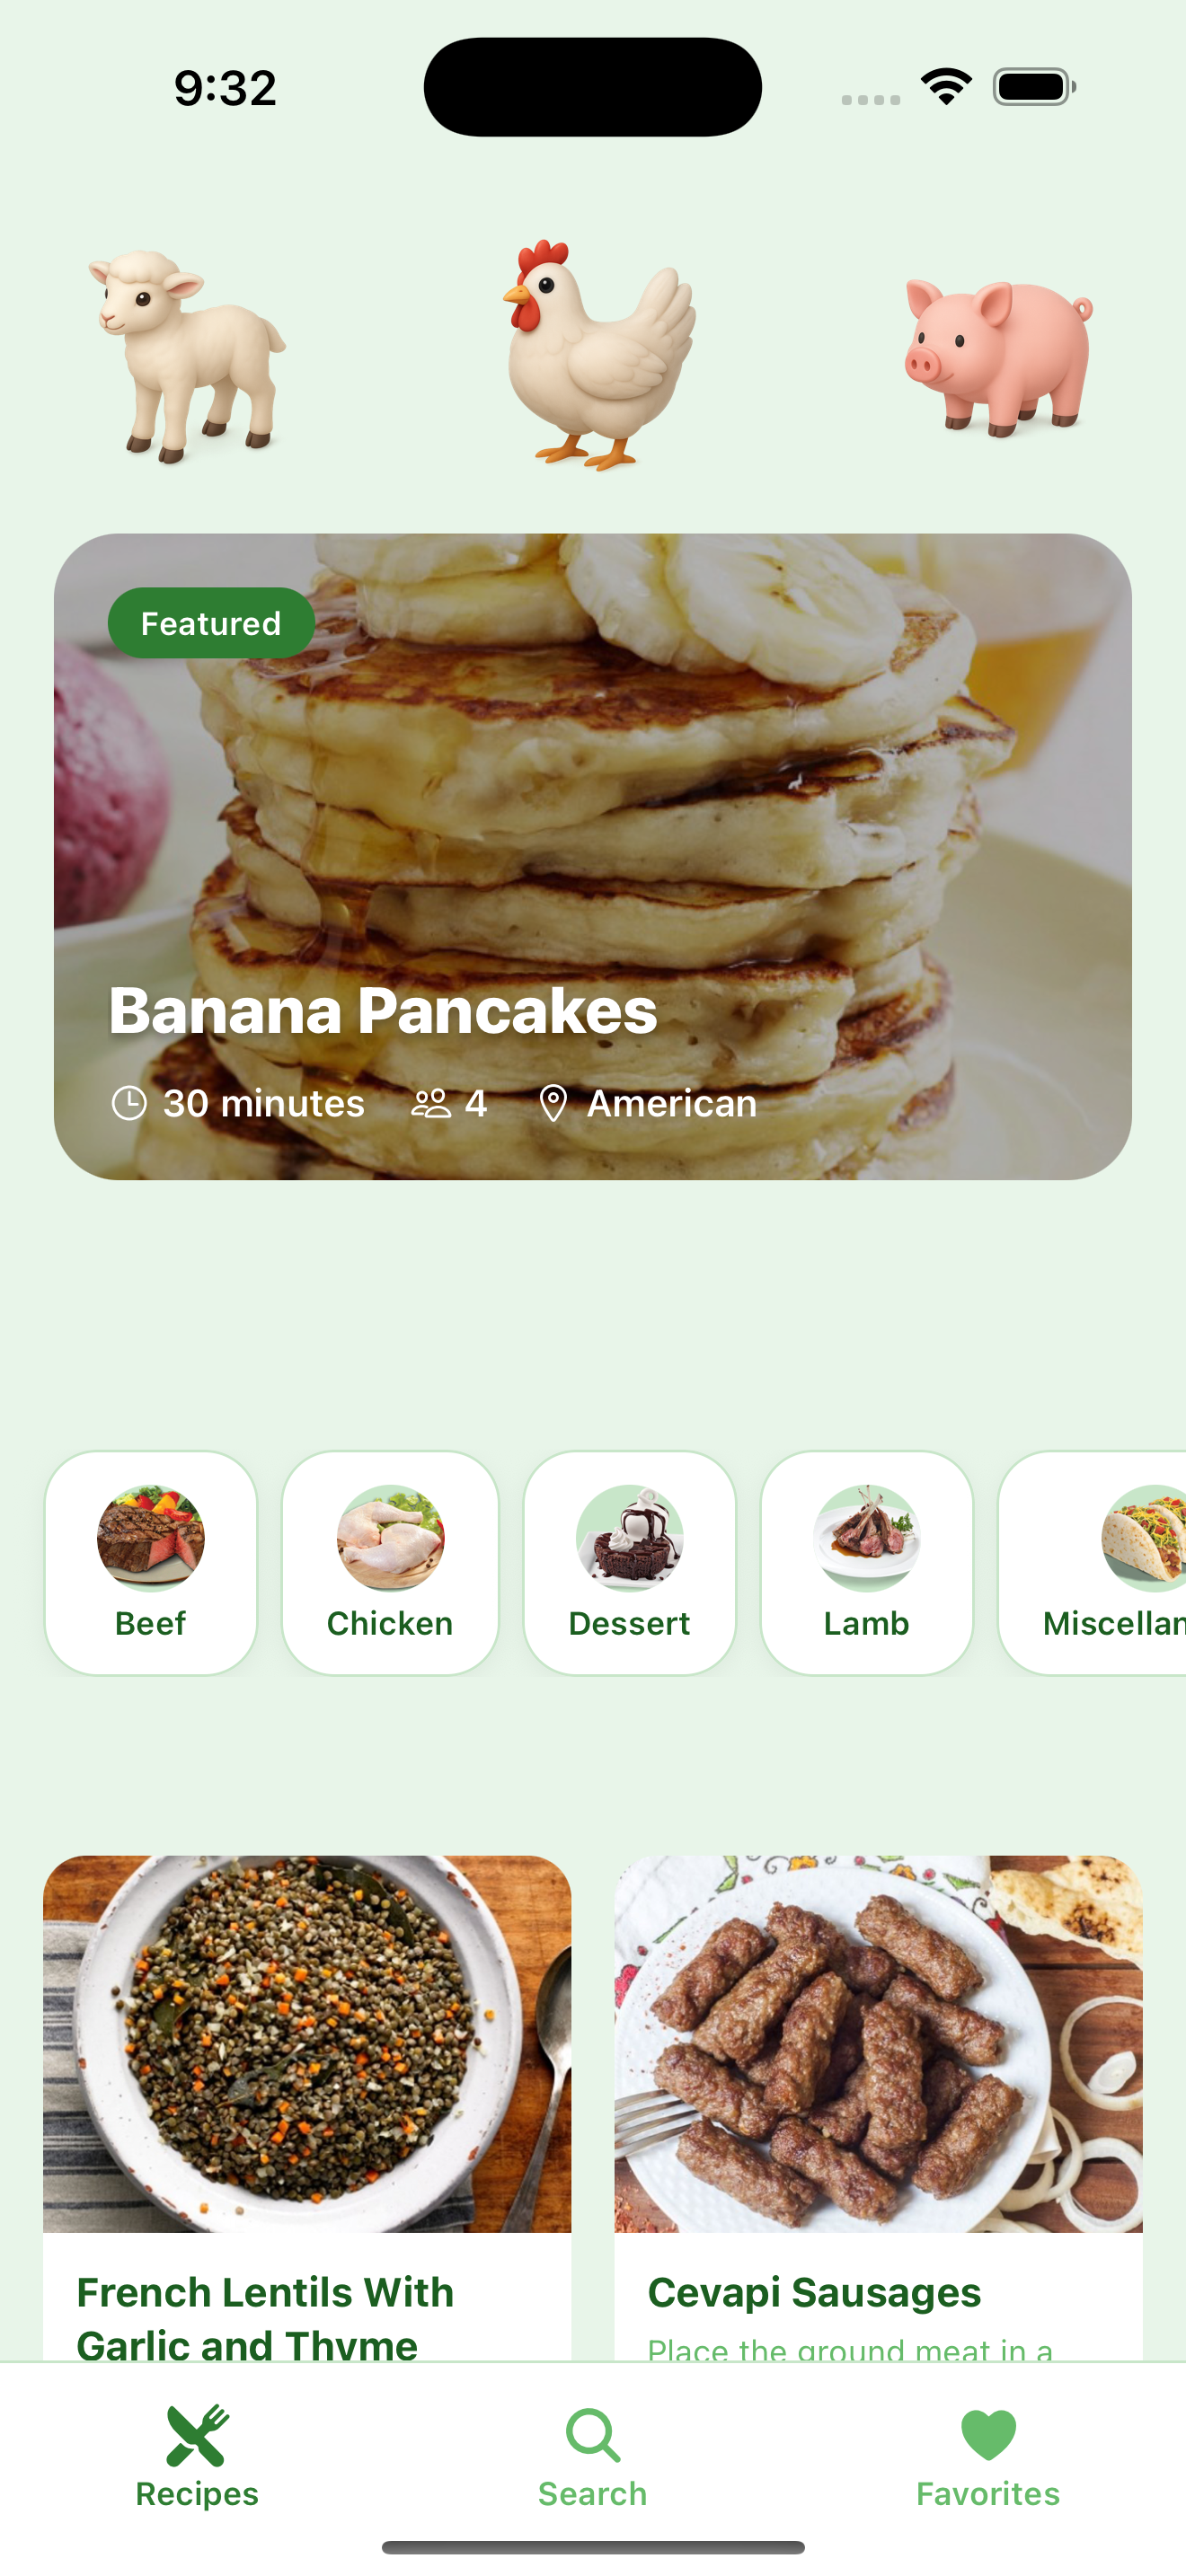 9:32
Featured
Banana Pancakes
30 minutes 4 American
Beef Chicken Dessert Lamb Miscellan
French Lentils With Cevapi Sausages
Garlic and Thyme Place the ground meat in a
Recipes Search Favorites